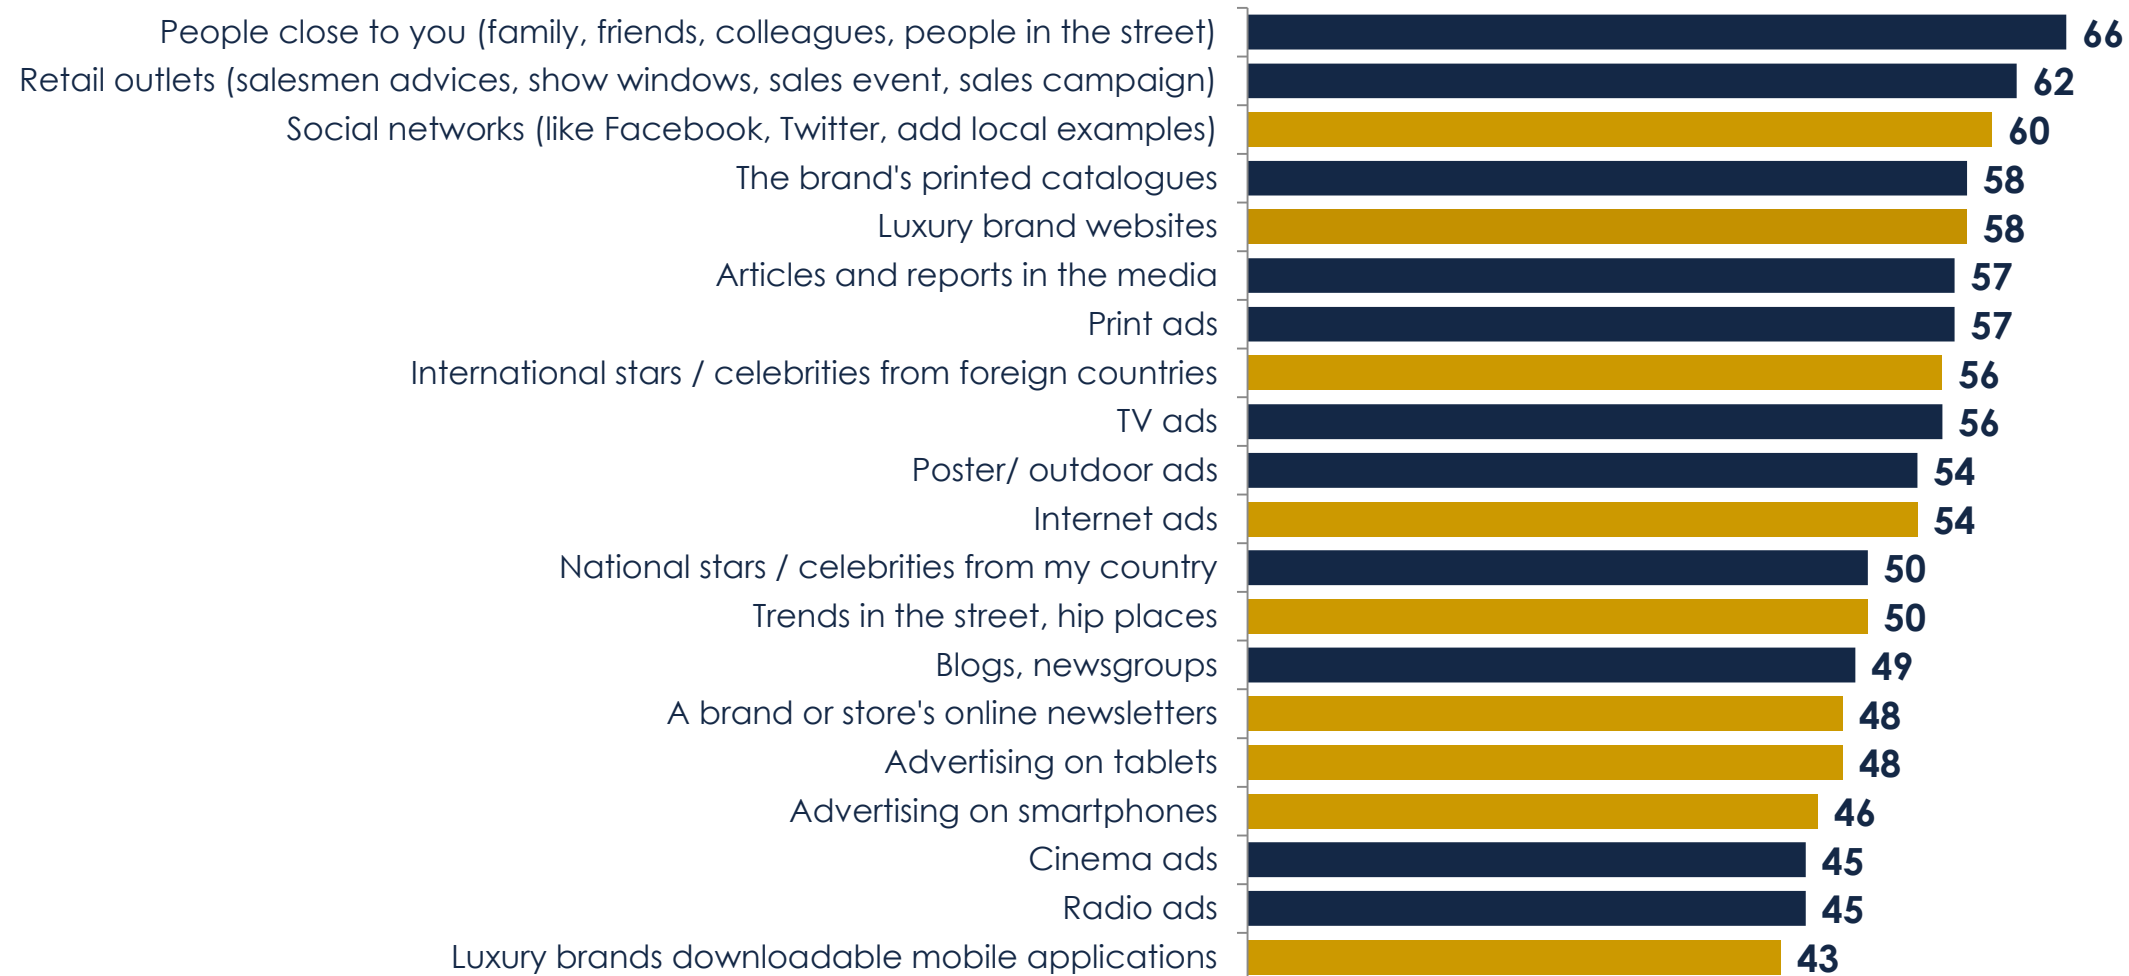 People close to you (family, friends, colleagues, people in the street) 66
Retail outlets (salesmen advices, show windows, sales event, sales campaign) 62
Social networks (like Facebook, Twitter, add local examples) 60
The brand's printed catalogues 58
Luxury brand websites 58
Articles and reports in the media 57
Print ads 57
International stars / celebrities from foreign countries 56
TV ads 56
Poster/ outdoor ads 54
Internet ads 54
National stars / celebrities from my country 50
Trends in the street, hip places 50
Blogs, newsgroups 49
A brand or store's online newsletters 48
Advertising on tablets 48
Advertising on smartphones 46
Cinema ads 45
Radio ads 45
Luxury brands downloadable mobile applications 43